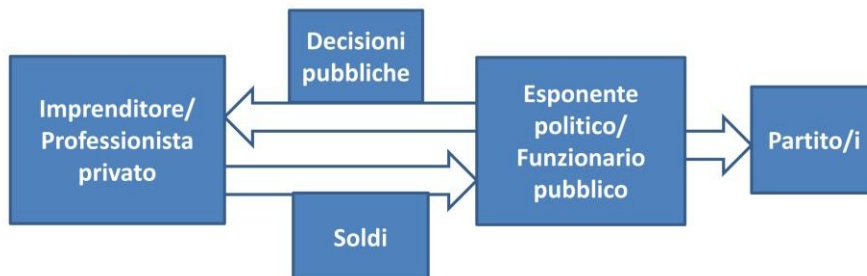 Decisioni
pubbliche
Imprenditore/
Professionista
privato
Esponente
politico/
Funzionario
pubblico
Partito/i
Soldi